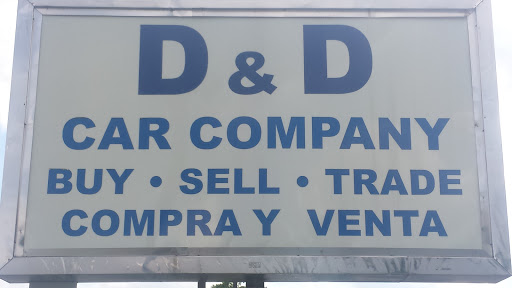 D & D
CAR COMPANY
BUY • SELL • TRADE
COMPRA Y VENTA